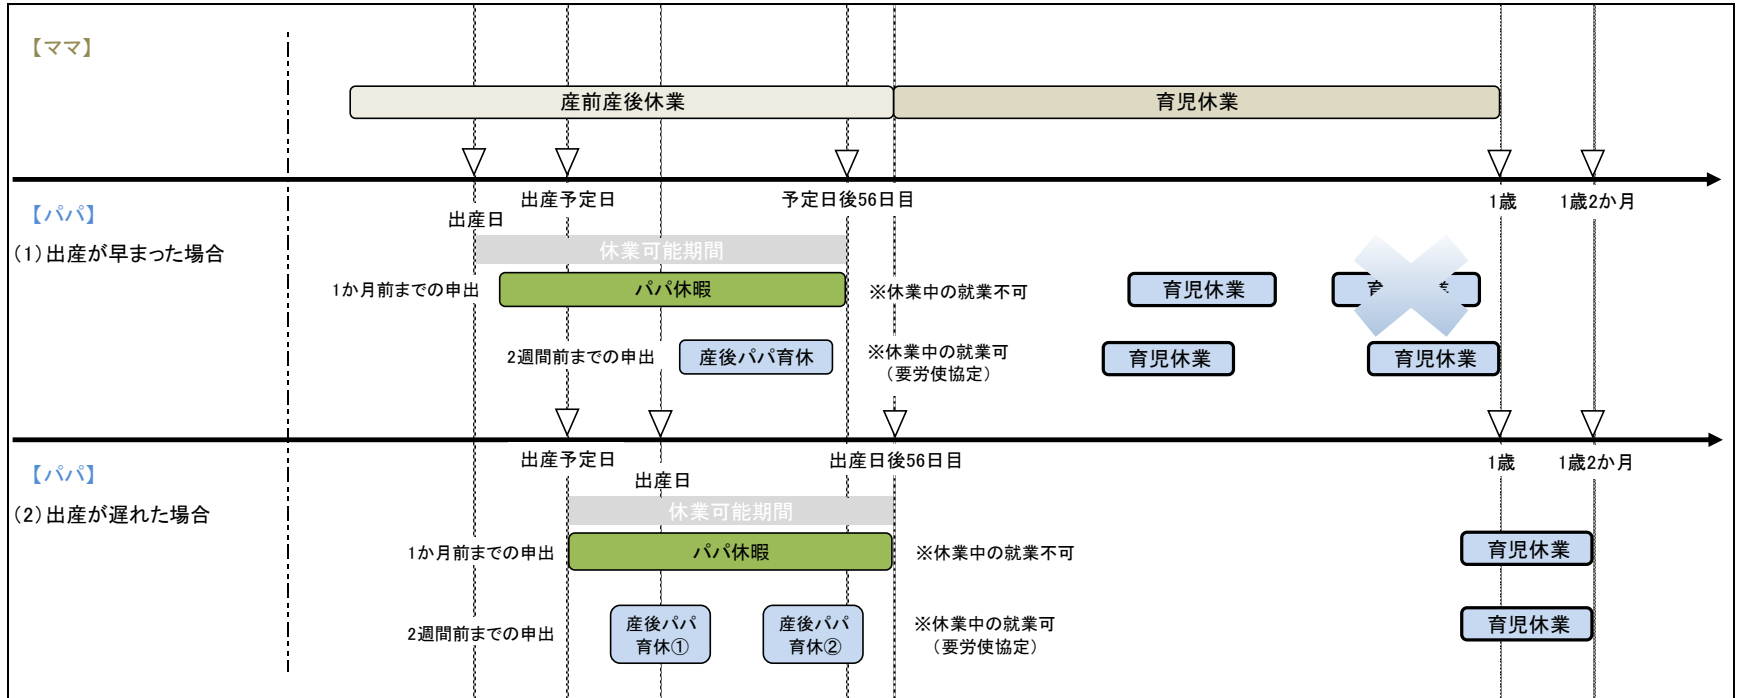 【ママ】
産前産後休業
育児休業
出産予定日
予定日後56日目
1歳
1歳2か月
出産日
【パパ】
(1)出産が早まった場合
休業可能期間
1か月前までの申出
パパ休暇
※休業中の就業不可
育児休業
育 業
2週間前までの申出
産後パパ育休
※休業中の就業可
(要労使協定)
育児休業
育児休業
出産予定日
出産日後56日目
1歳
1歳2か月
出産日
【パパ】
(2)出産が遅れた場合
休業可能期間
1か月前までの申出
パパ休暇
※休業中の就業不可
育児休業
2週間前までの申出
産後パパ
育休①
産後パパ
育休②
※休業中の就業可
(要労使協定)
育児休業